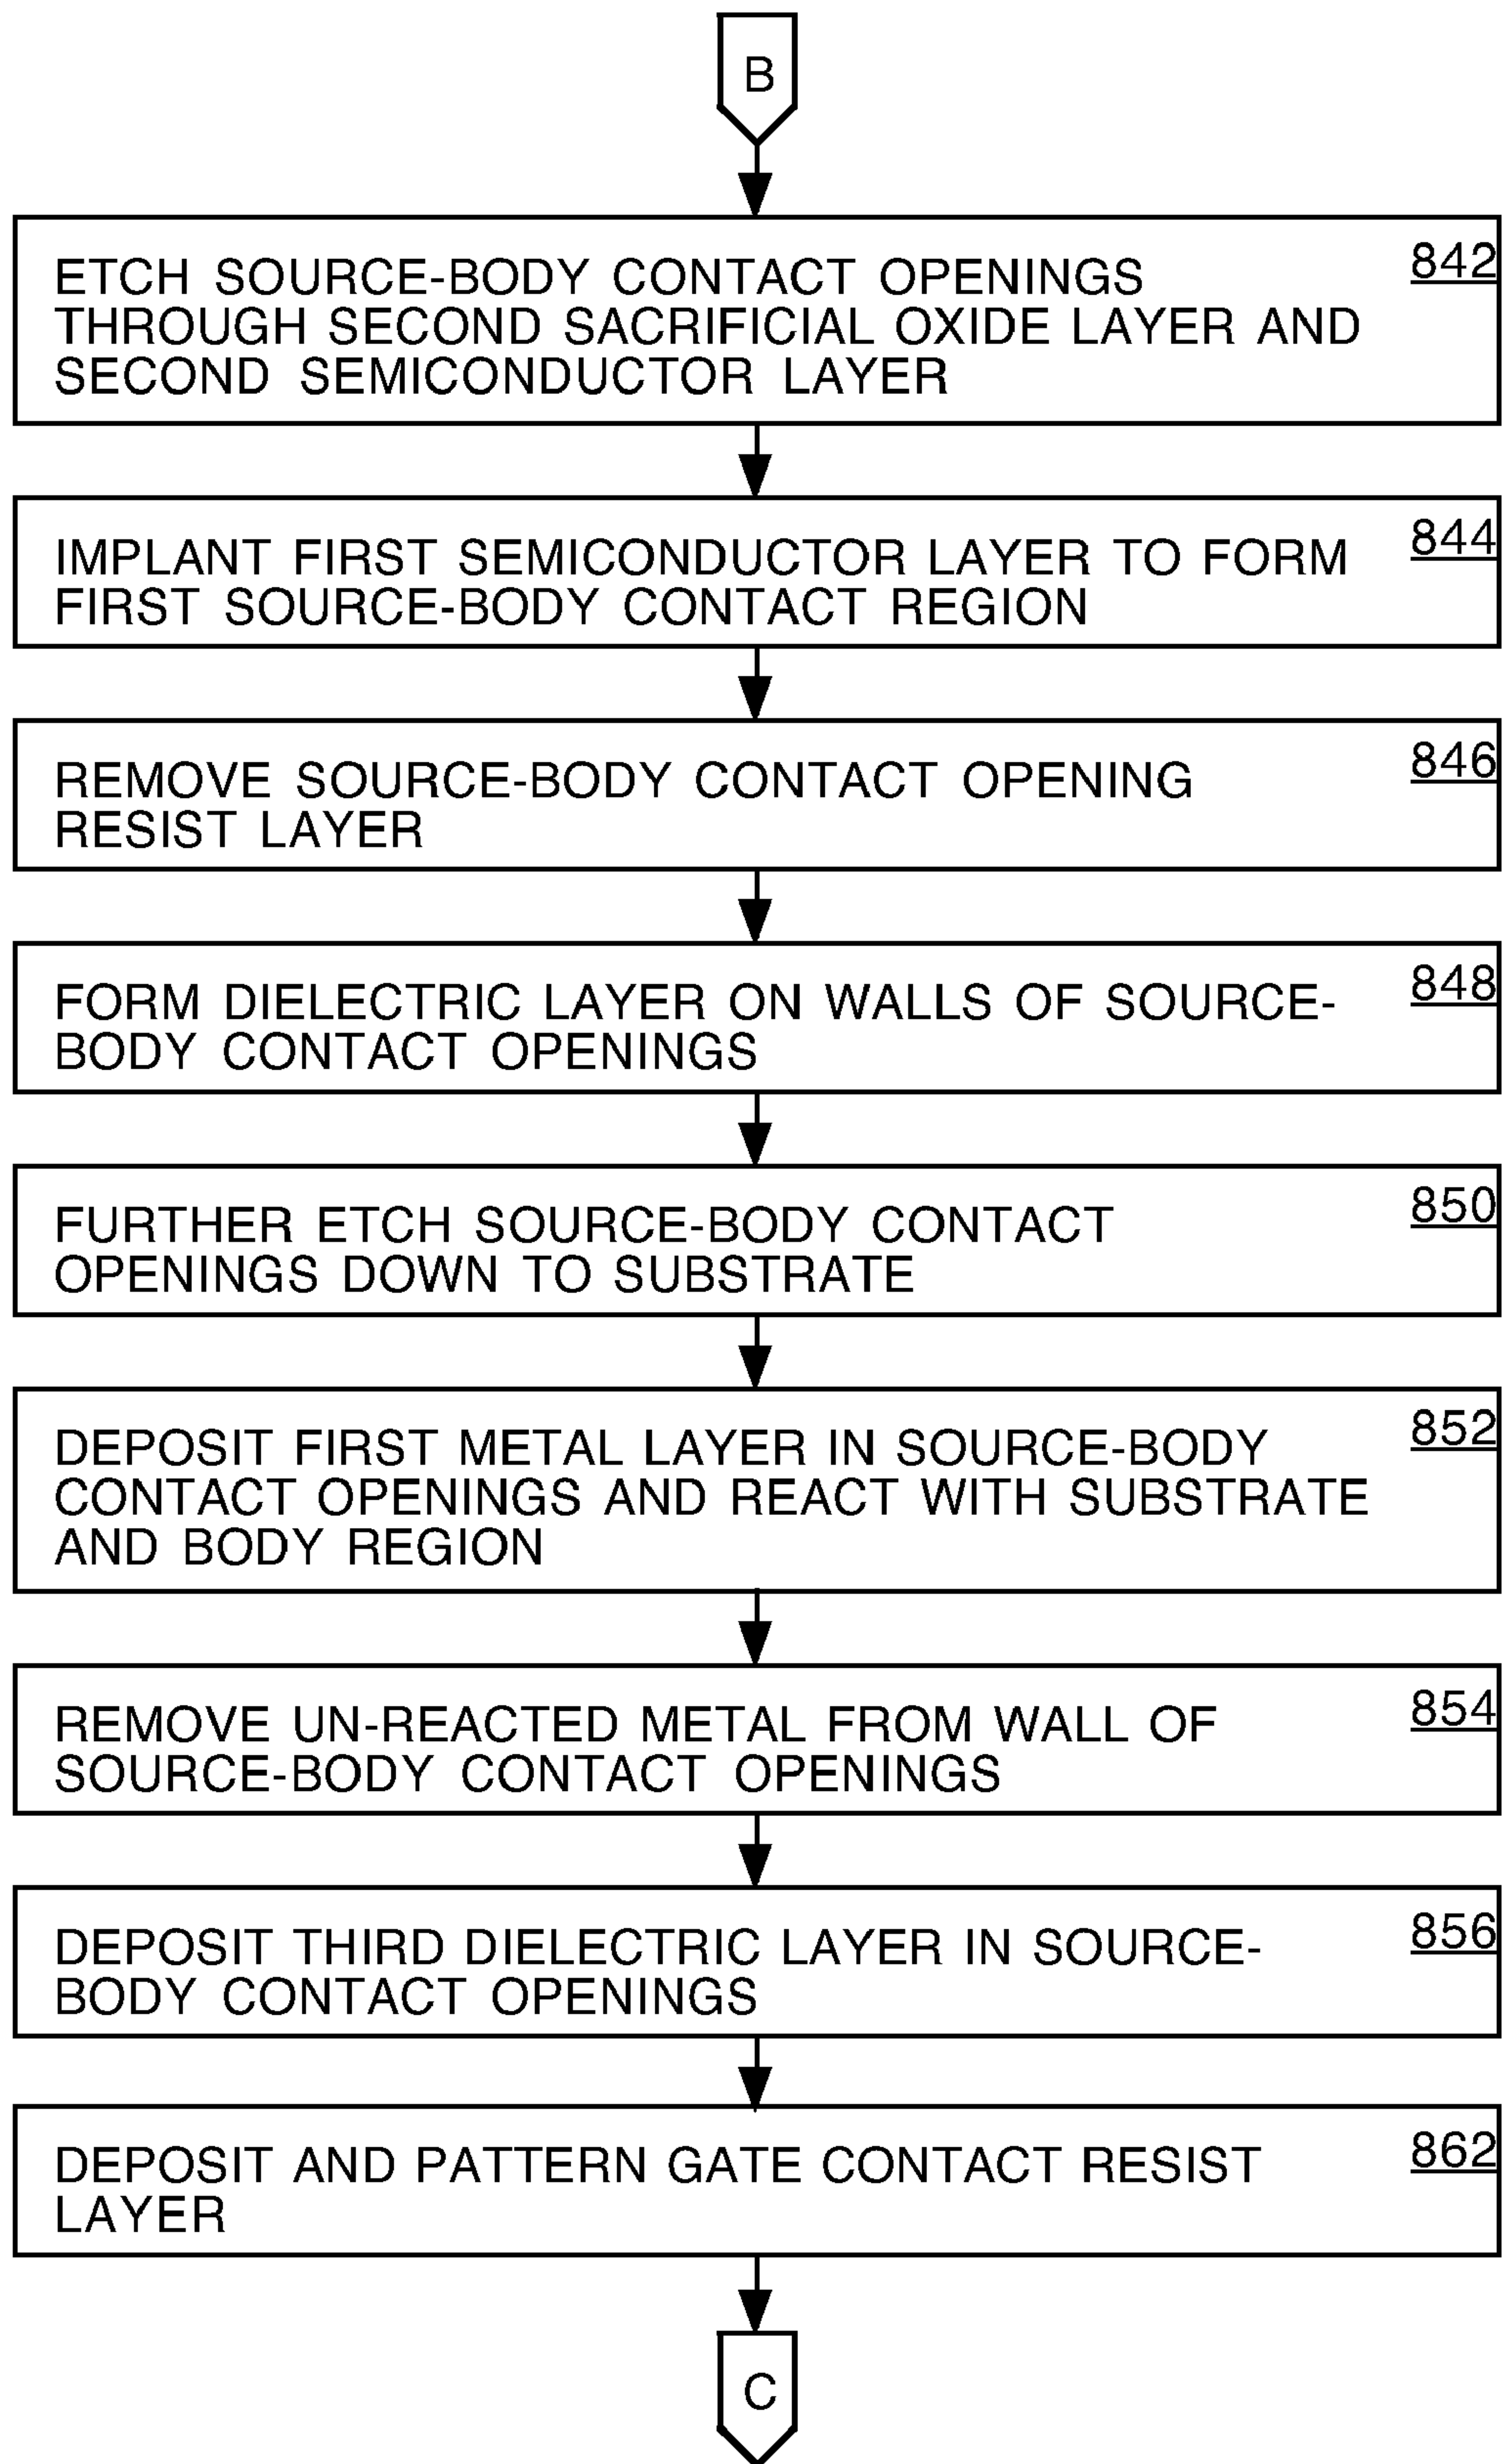 B
842
ETCH SOURCE-BODY CONTACT OPENINGS
THROUGH SECOND SACRIFICIAL OXIDE LAYER AND
SECOND SEMICONDUCTOR LAYER
844
IMPLANT FIRST SEMICONDUCTOR LAYER TO FORM
FIRST SOURCE-BODY CONTACT REGION
846
REMOVE SOURCE-BODY CONTACT OPENING
RESIST LAYER
848
FORM DIELECTRIC LAYER ON WALLS OF SOURCE-
BODY CONTACT OPENINGS
850
FURTHER ETCH SOURCE-BODY CONTACT
OPENINGS DOWN TO SUBSTRATE
852
DEPOSIT FIRST METAL LAYER IN SOURCE-BODY
CONTACT OPENINGS AND REACT WITH SUBSTRATE
AND BODY REGION
854
REMOVE UN-REACTED METAL FROM WALL OF
SOURCE-BODY CONTACT OPENINGS
856
DEPOSIT THIRD DIELECTRIC LAYER IN SOURCE-
BODY CONTACT OPENINGS
862
DEPOSIT AND PATTERN GATE CONTACT RESIST
LAYER
C